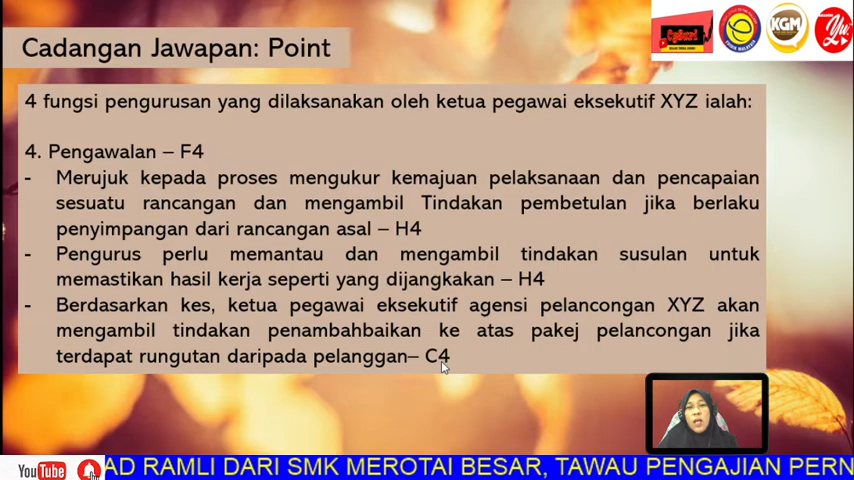 Cadangan Jawapan: Point
KGM
4 fungsi pengurusan yang dilaksanakan oleh ketua pegawai eksekutif XYZ ialah:
4. Pengawalan – F4
- Merujuk kepada proses mengukur kemajuan pelaksanaan dan pencapaian
sesuatu rancangan dan mengambil Tindakan pembetulan jika berlaku
penyimpangan dari rancangan asal – H4
- Pengurus perlu memantau dan mengambil tindakan susulan untuk
memastikan hasil kerja seperti yang dijangkakan – H4
- Berdasarkan kes, ketua pegawai eksekutif agensi pelancongan XYZ akan
mengambil tindakan penambahbaikan ke atas pakej pelancongan jika
terdapat rungutan daripada pelanggan– C4
YouTube
AD RAMLI DARI SMK MEROTAI BESAR, TAWAU PENGAJIAN PERN